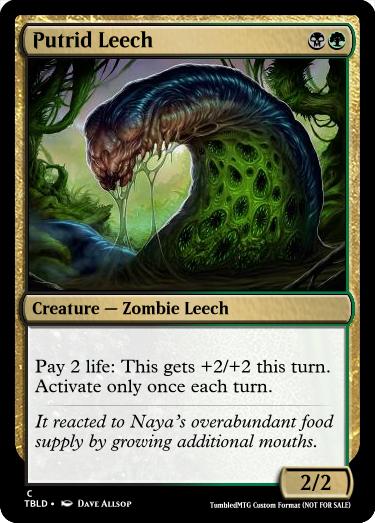 Putrid Leech
Creature — Zombie Leech
Pay 2 life: This gets +2/+2 this turn.
Activate only once each turn.
It reacted to Naya's overabundant food
supply by growing additional mouths.
2/2
C
TBLD • Dave Allsop
TumbledMTG Custom Format (NOT FOR SALE)